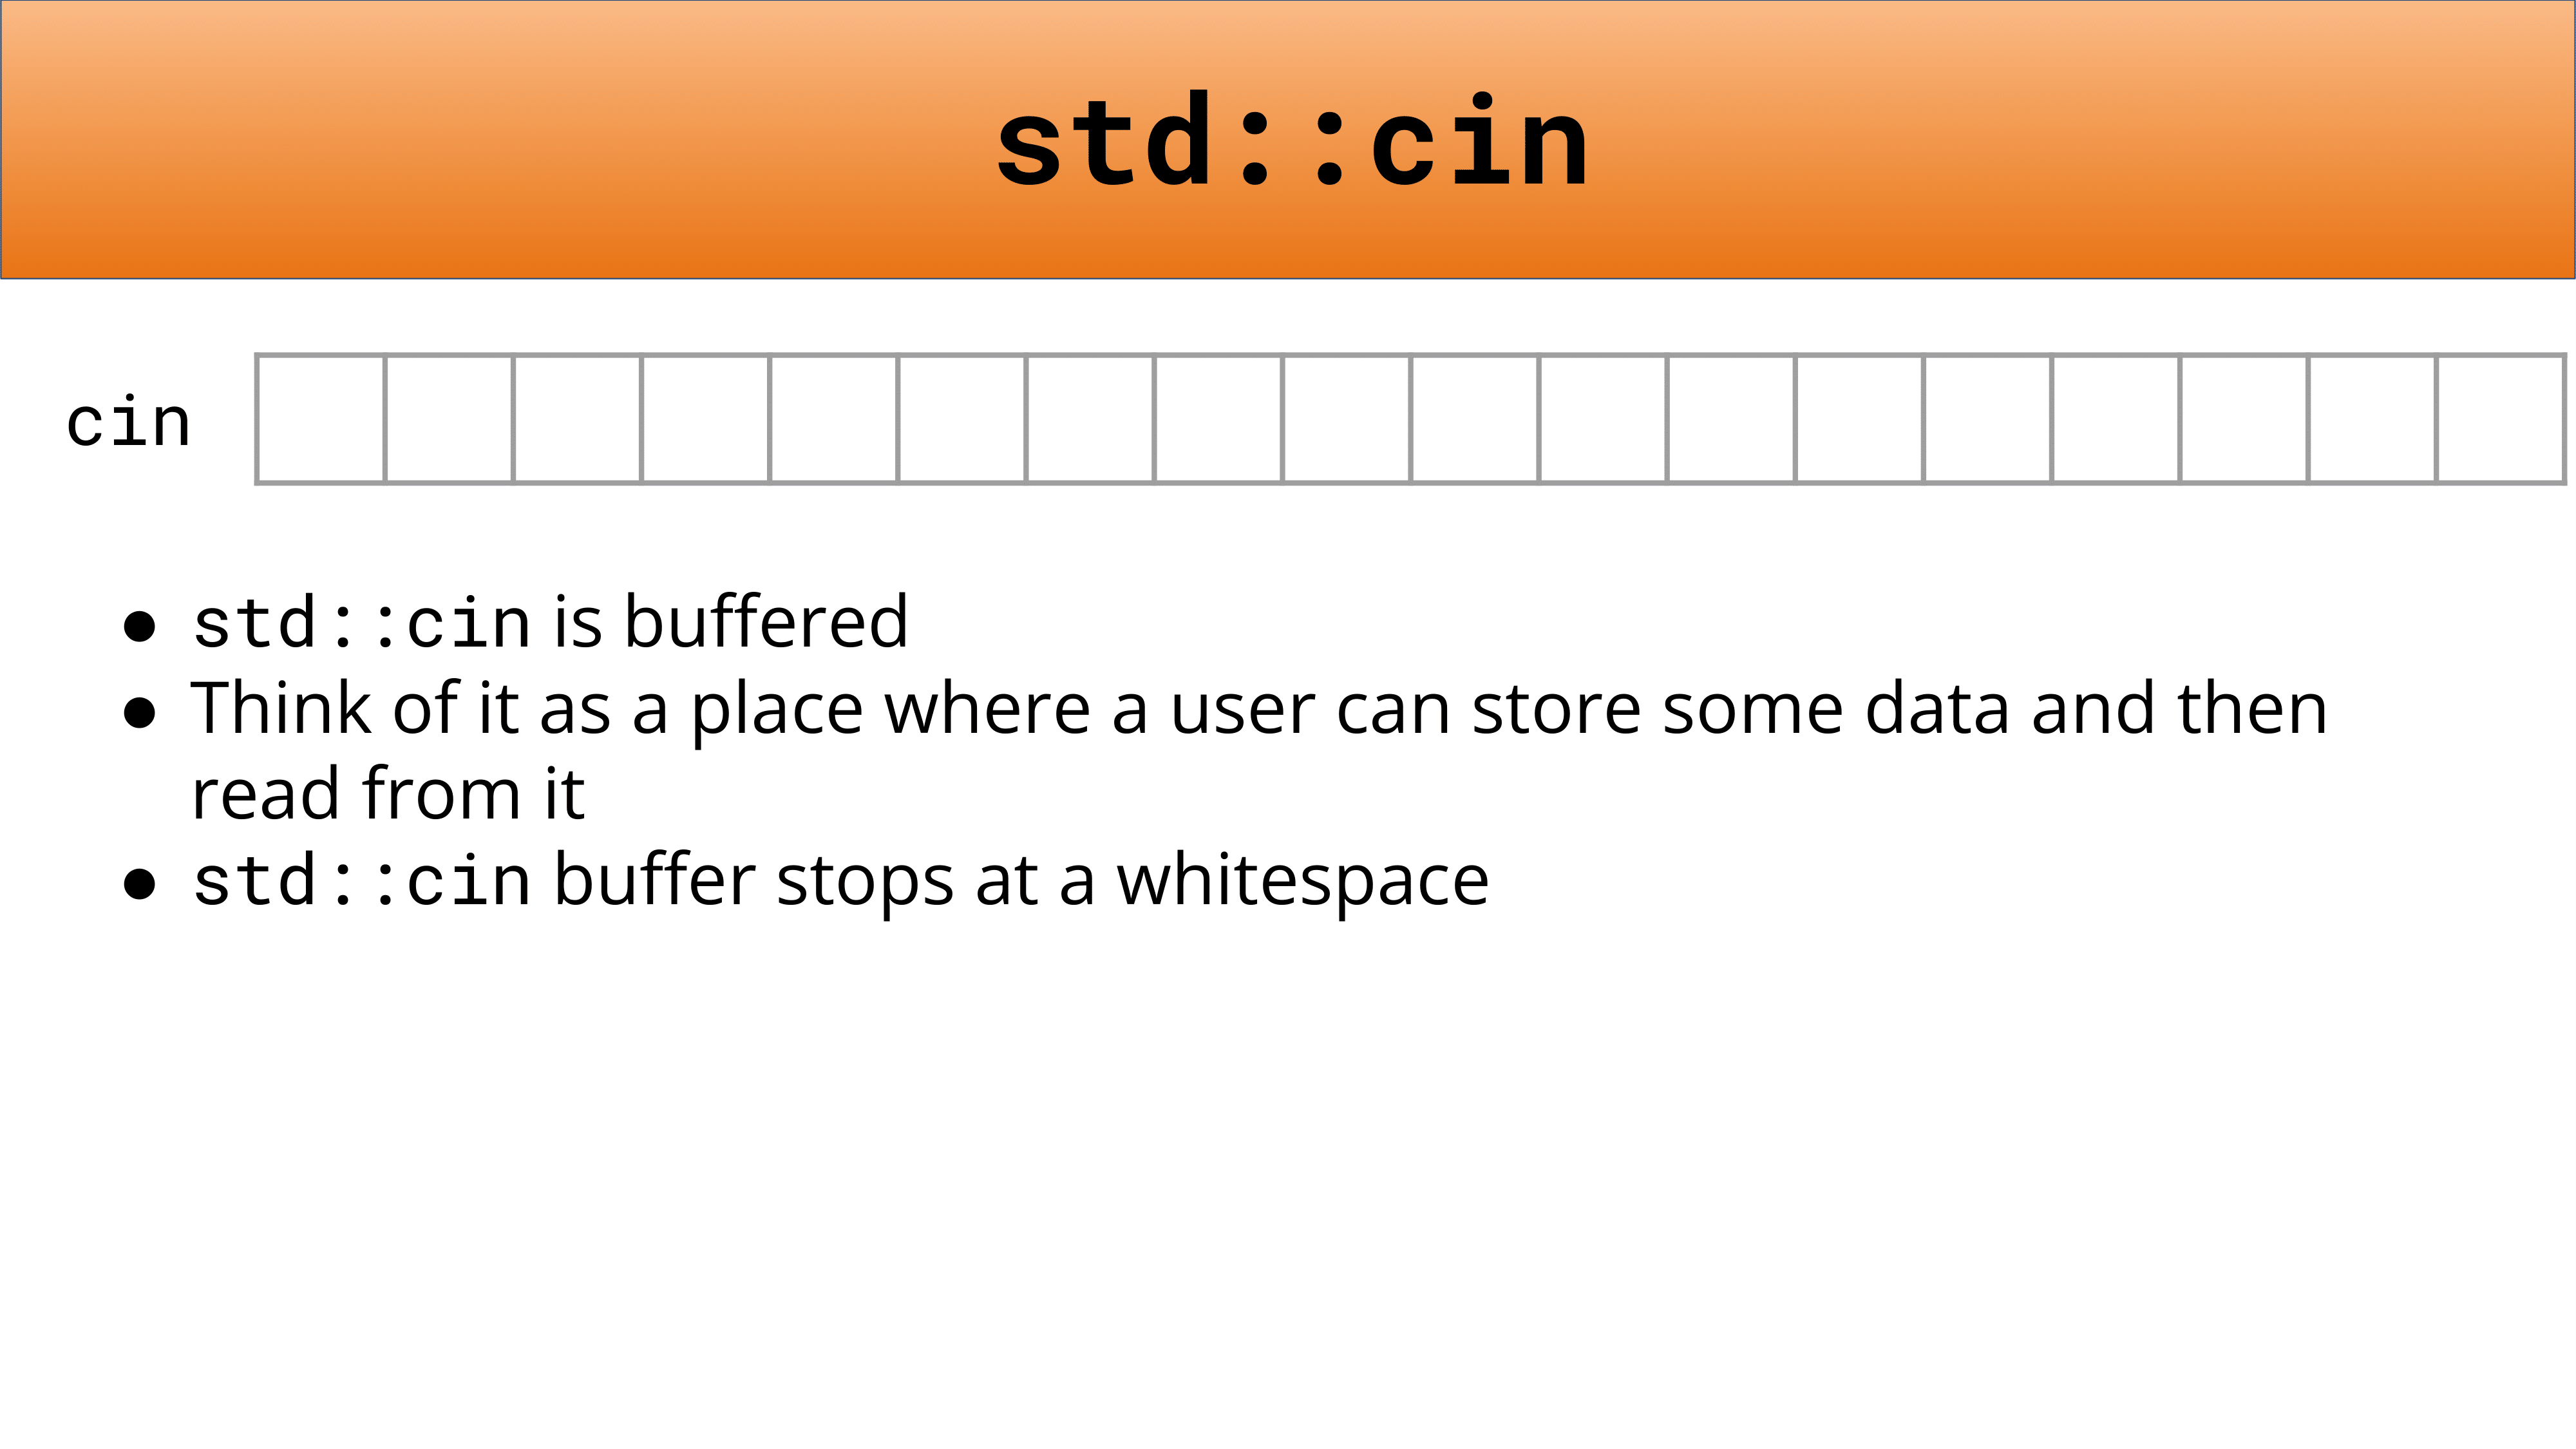 std::cin
cin
● std::cin is buffered
● Think of it as a place where a user can store some data and then
read from it
● std::cin buffer stops at a whitespace